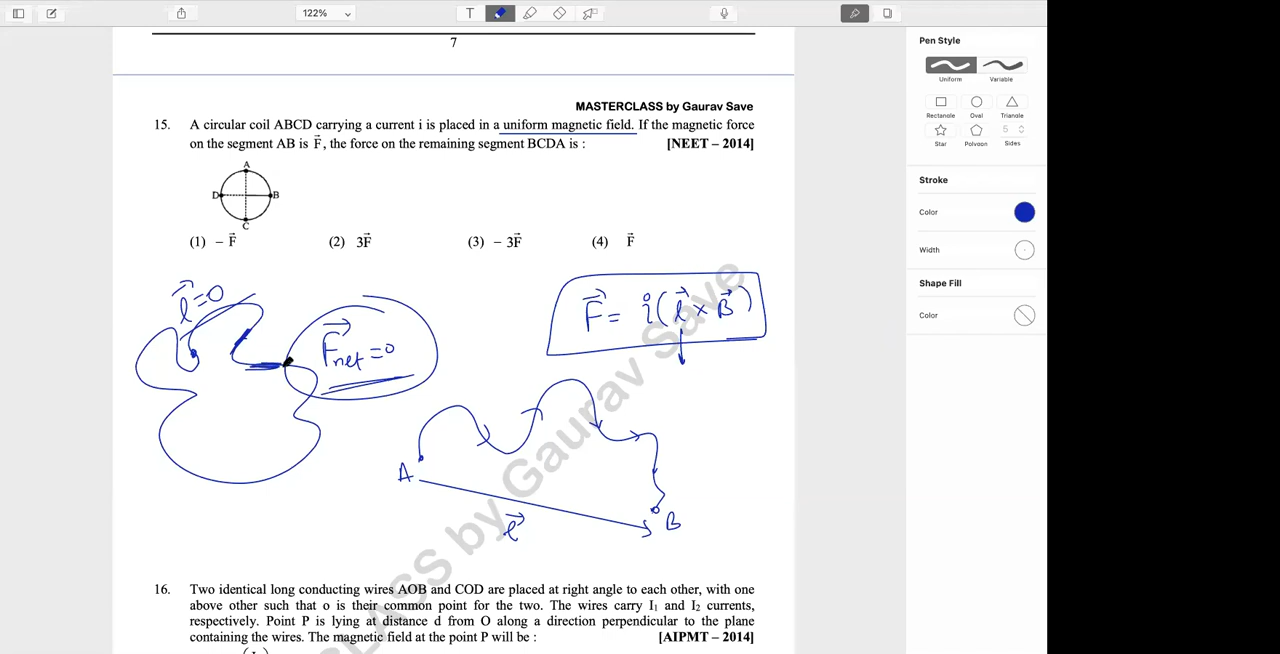 122%
T
7
Pen Style
Uniform
Variable
Rectangle
Oval
Triangle
Star
Polygon
5
Sides
Stroke
Color
Width
Shape Fill
Color
MASTERCLASS by Gaurav Save
15. A circular coil ABCD carrying a current i is placed in a uniform magnetic field. If the magnetic force
on the segment AB is F⃗, the force on the remaining segment BCDA is : [NEET – 2014]
A
D
B
C
(1) – F⃗ (2) 3F⃗ (3) – 3F⃗ (4) F⃗
l⃗ = 0
F⃗net = 0
F⃗ = i(l⃗ × B⃗)
A
B
l⃗
MASTERCLASS by Gaurav Save
16. Two identical long conducting wires AOB and COD are placed at right angle to each other, with one
above other such that o is their common point for the two. The wires carry I₁ and I₂ currents,
respectively. Point P is lying at distance d from O along a direction perpendicular to the plane
containing the wires. The magnetic field at the point P will be : [AIPMT – 2014]